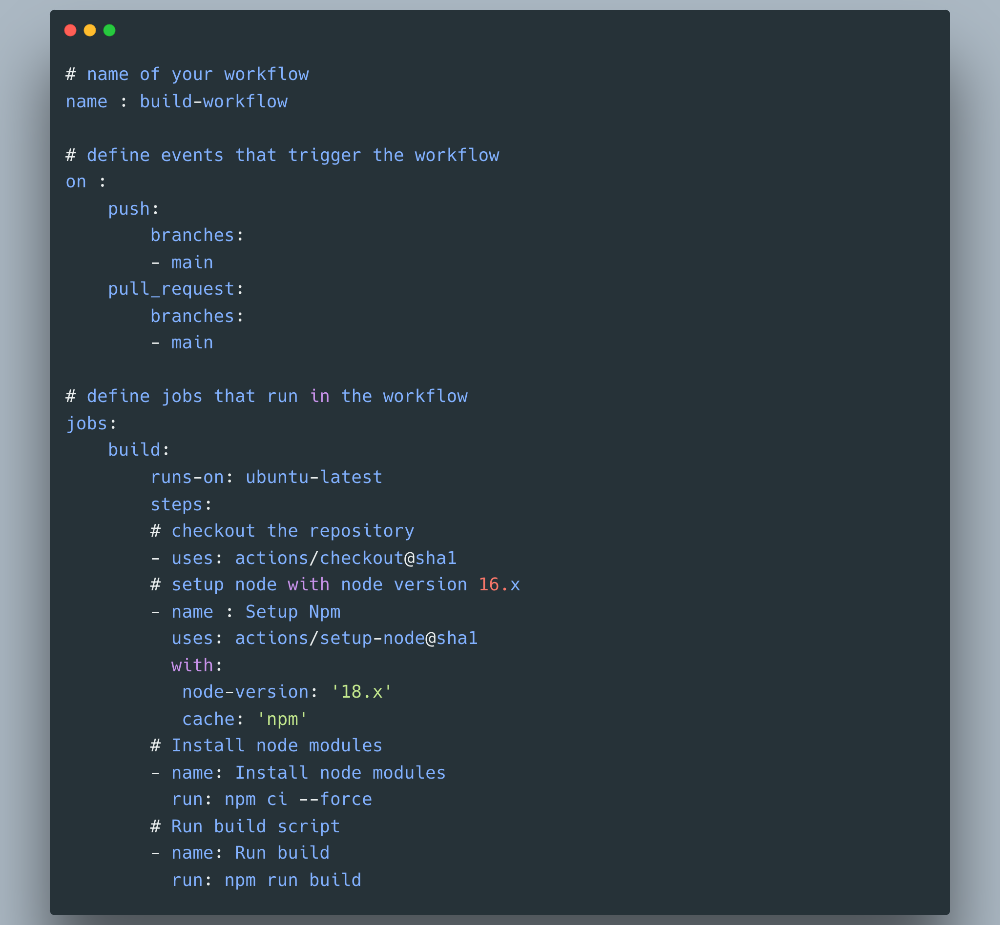 # name of your workflow
name : build-workflow
# define events that trigger the workflow
on :
push:
branches:
- main
pull_request:
branches:
- main
# define jobs that run in the workflow
jobs:
build:
runs-on: ubuntu-latest
steps:
# checkout the repository
- uses: actions/checkout@sha1
# setup node with node version 16.x
- name : Setup Npm
uses: actions/setup-node@sha1
with:
node-version: '18.x'
cache: 'npm'
# Install node modules
- name: Install node modules
run: npm ci --force
# Run build script
- name: Run build
run: npm run build